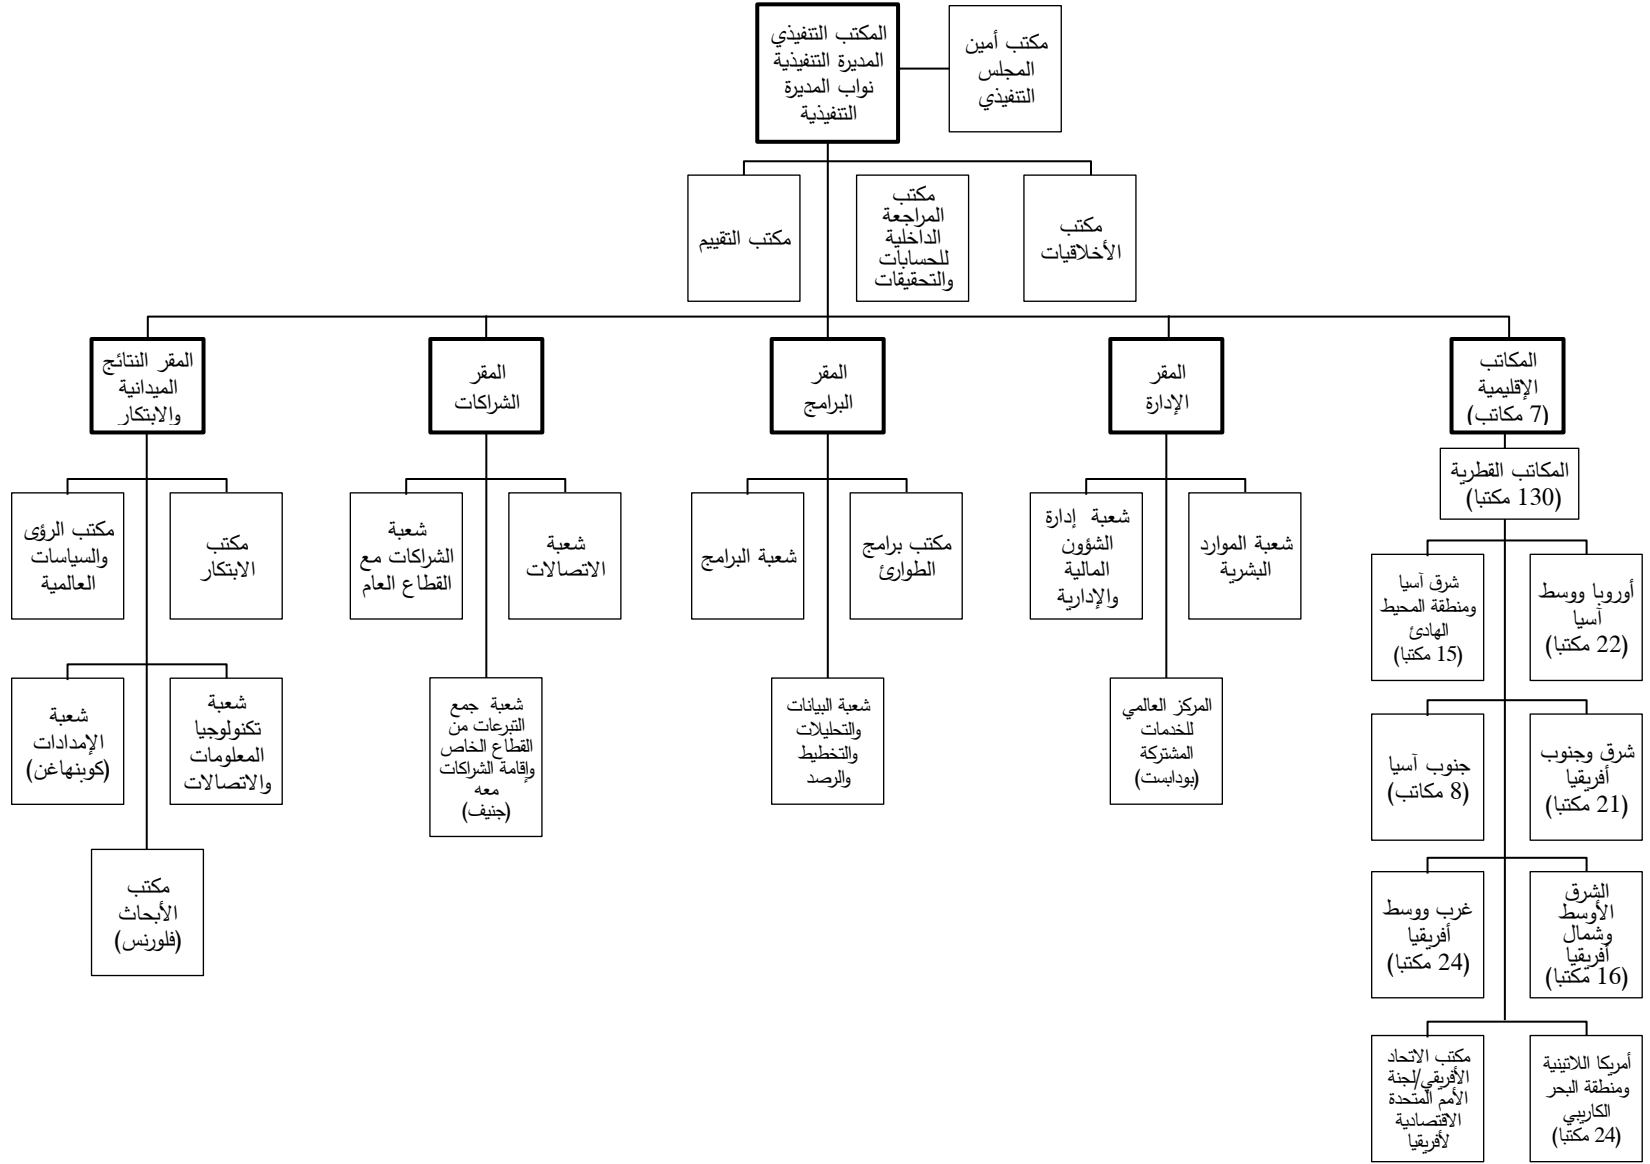 المكتب التنفيذي
المديرة التنفيذية
نواب المديرة
التنفيذية
مكتب أمين
المجلس
التنفيذي
مكتب
الأخلاقيات
مكتب
المراجعة
الداخلية
للحسابات
والتحقيقات
مكتب التقييم
المكاتب
الإقليمية
(7 مكاتب)
المقر
الإدارة
المقر
البرامج
المقر
الشراكات
المقر النتائج
الميدانية
والابتكار
المكاتب القطرية
(130 مكتبا)
شعبة الموارد
البشرية
شعبة إدارة
الشؤون
المالية
والإدارية
مكتب برامج
الطوارئ
شعبة البرامج
شعبة
الاتصالات
شعبة
الشراكات مع
القطاع العام
مكتب
الابتكار
مكتب الرؤى
والسياسات
العالمية
أوروبا ووسط
آسيا
(22 مكتبا)
شرق آسيا
ومنطقة المحيط
الهادئ
(15 مكتبا)
المركز العالمي
للخدمات
المشتركة
(بودابست)
شعبة البيانات
والتحليلات
والتخطيط
والرصد
شعبة جمع
التبرعات من
القطاع الخاص
وإقامة الشراكات
معه
(جنيف)
شعبة
تكنولوجيا
المعلومات
والاتصالات
شعبة
الإمدادات
(كوبنهاغن)
شرق وجنوب
أفريقيا
(21 مكتبا)
جنوب آسيا
(8 مكاتب)
مكتب
الأبحاث
(فلورنس)
الشرق
الأوسط
وشمال
أفريقيا
(16 مكتبا)
غرب ووسط
أفريقيا
(24 مكتبا)
أمريكا اللاتينية
ومنطقة البحر
الكاريبي
(24 مكتبا)
مكتب الاتحاد
الأفريقي/لجنة
الأمم المتحدة
الاقتصادية
لأفريقيا